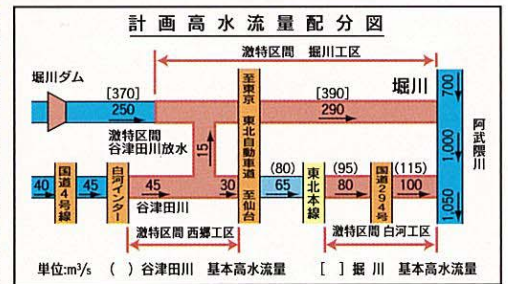 計画高水流量配分図
激特区間 掘川工区
堀川ダム
[370]
250
至東京 東北自動車道 至仙台
[390]
290
堀川
700
激特区間
谷津田川放水
15
1,000
阿武隈川
40
国道4号線
45
白河インター
45
30
(80)
65
東北本線
(95)
80
国道294号
(115)
100
1,050
谷津田川
激特区間 西郷工区
激特区間 白河工区
単位:m³/s ( ) 谷津田川 基本高水流量 [ ] 掘川 基本高水流量